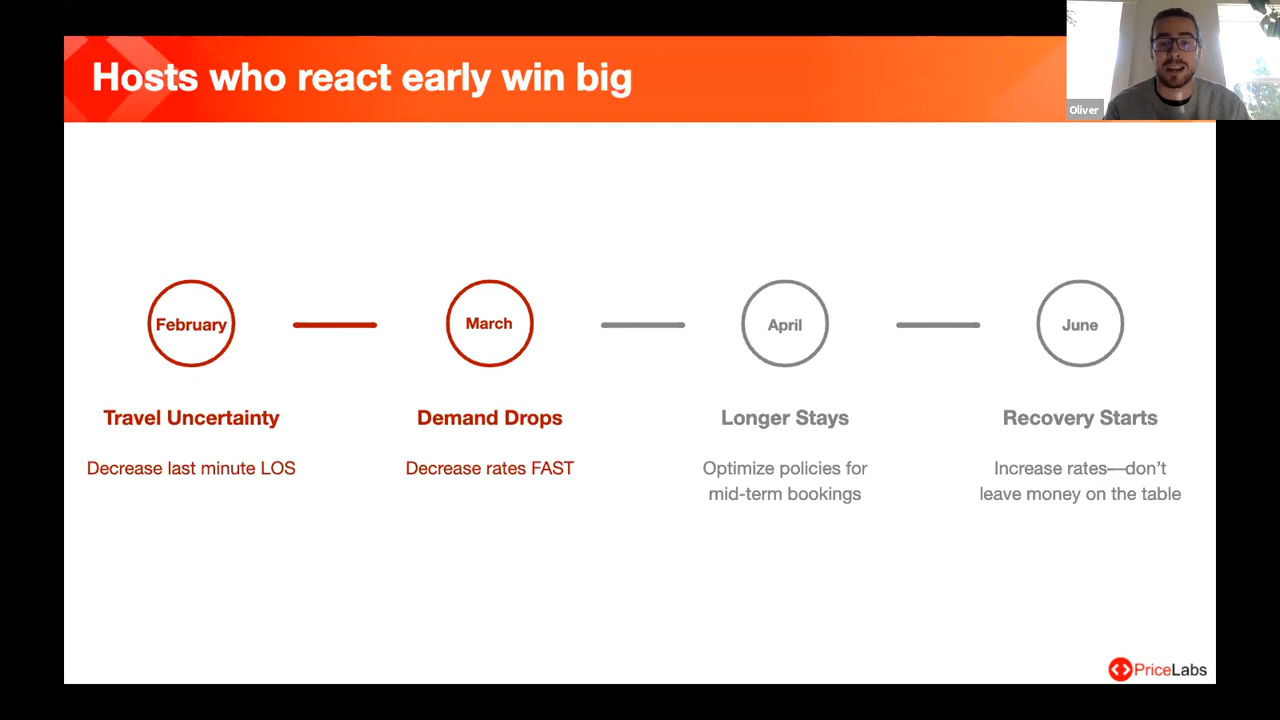 Hosts who react early win big
Oliver
February
March
April
June
Travel Uncertainty
Demand Drops
Longer Stays
Recovery Starts
Decrease last minute LOS
Decrease rates FAST
Optimize policies for
mid-term bookings
Increase rates—don't
leave money on the table
PriceLabs